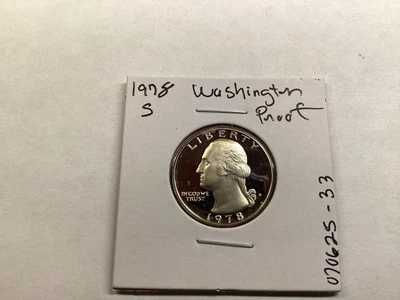 1978 Washington
S Proof
LIBERTY
IN GOD WE
TRUST
1978
070625-33